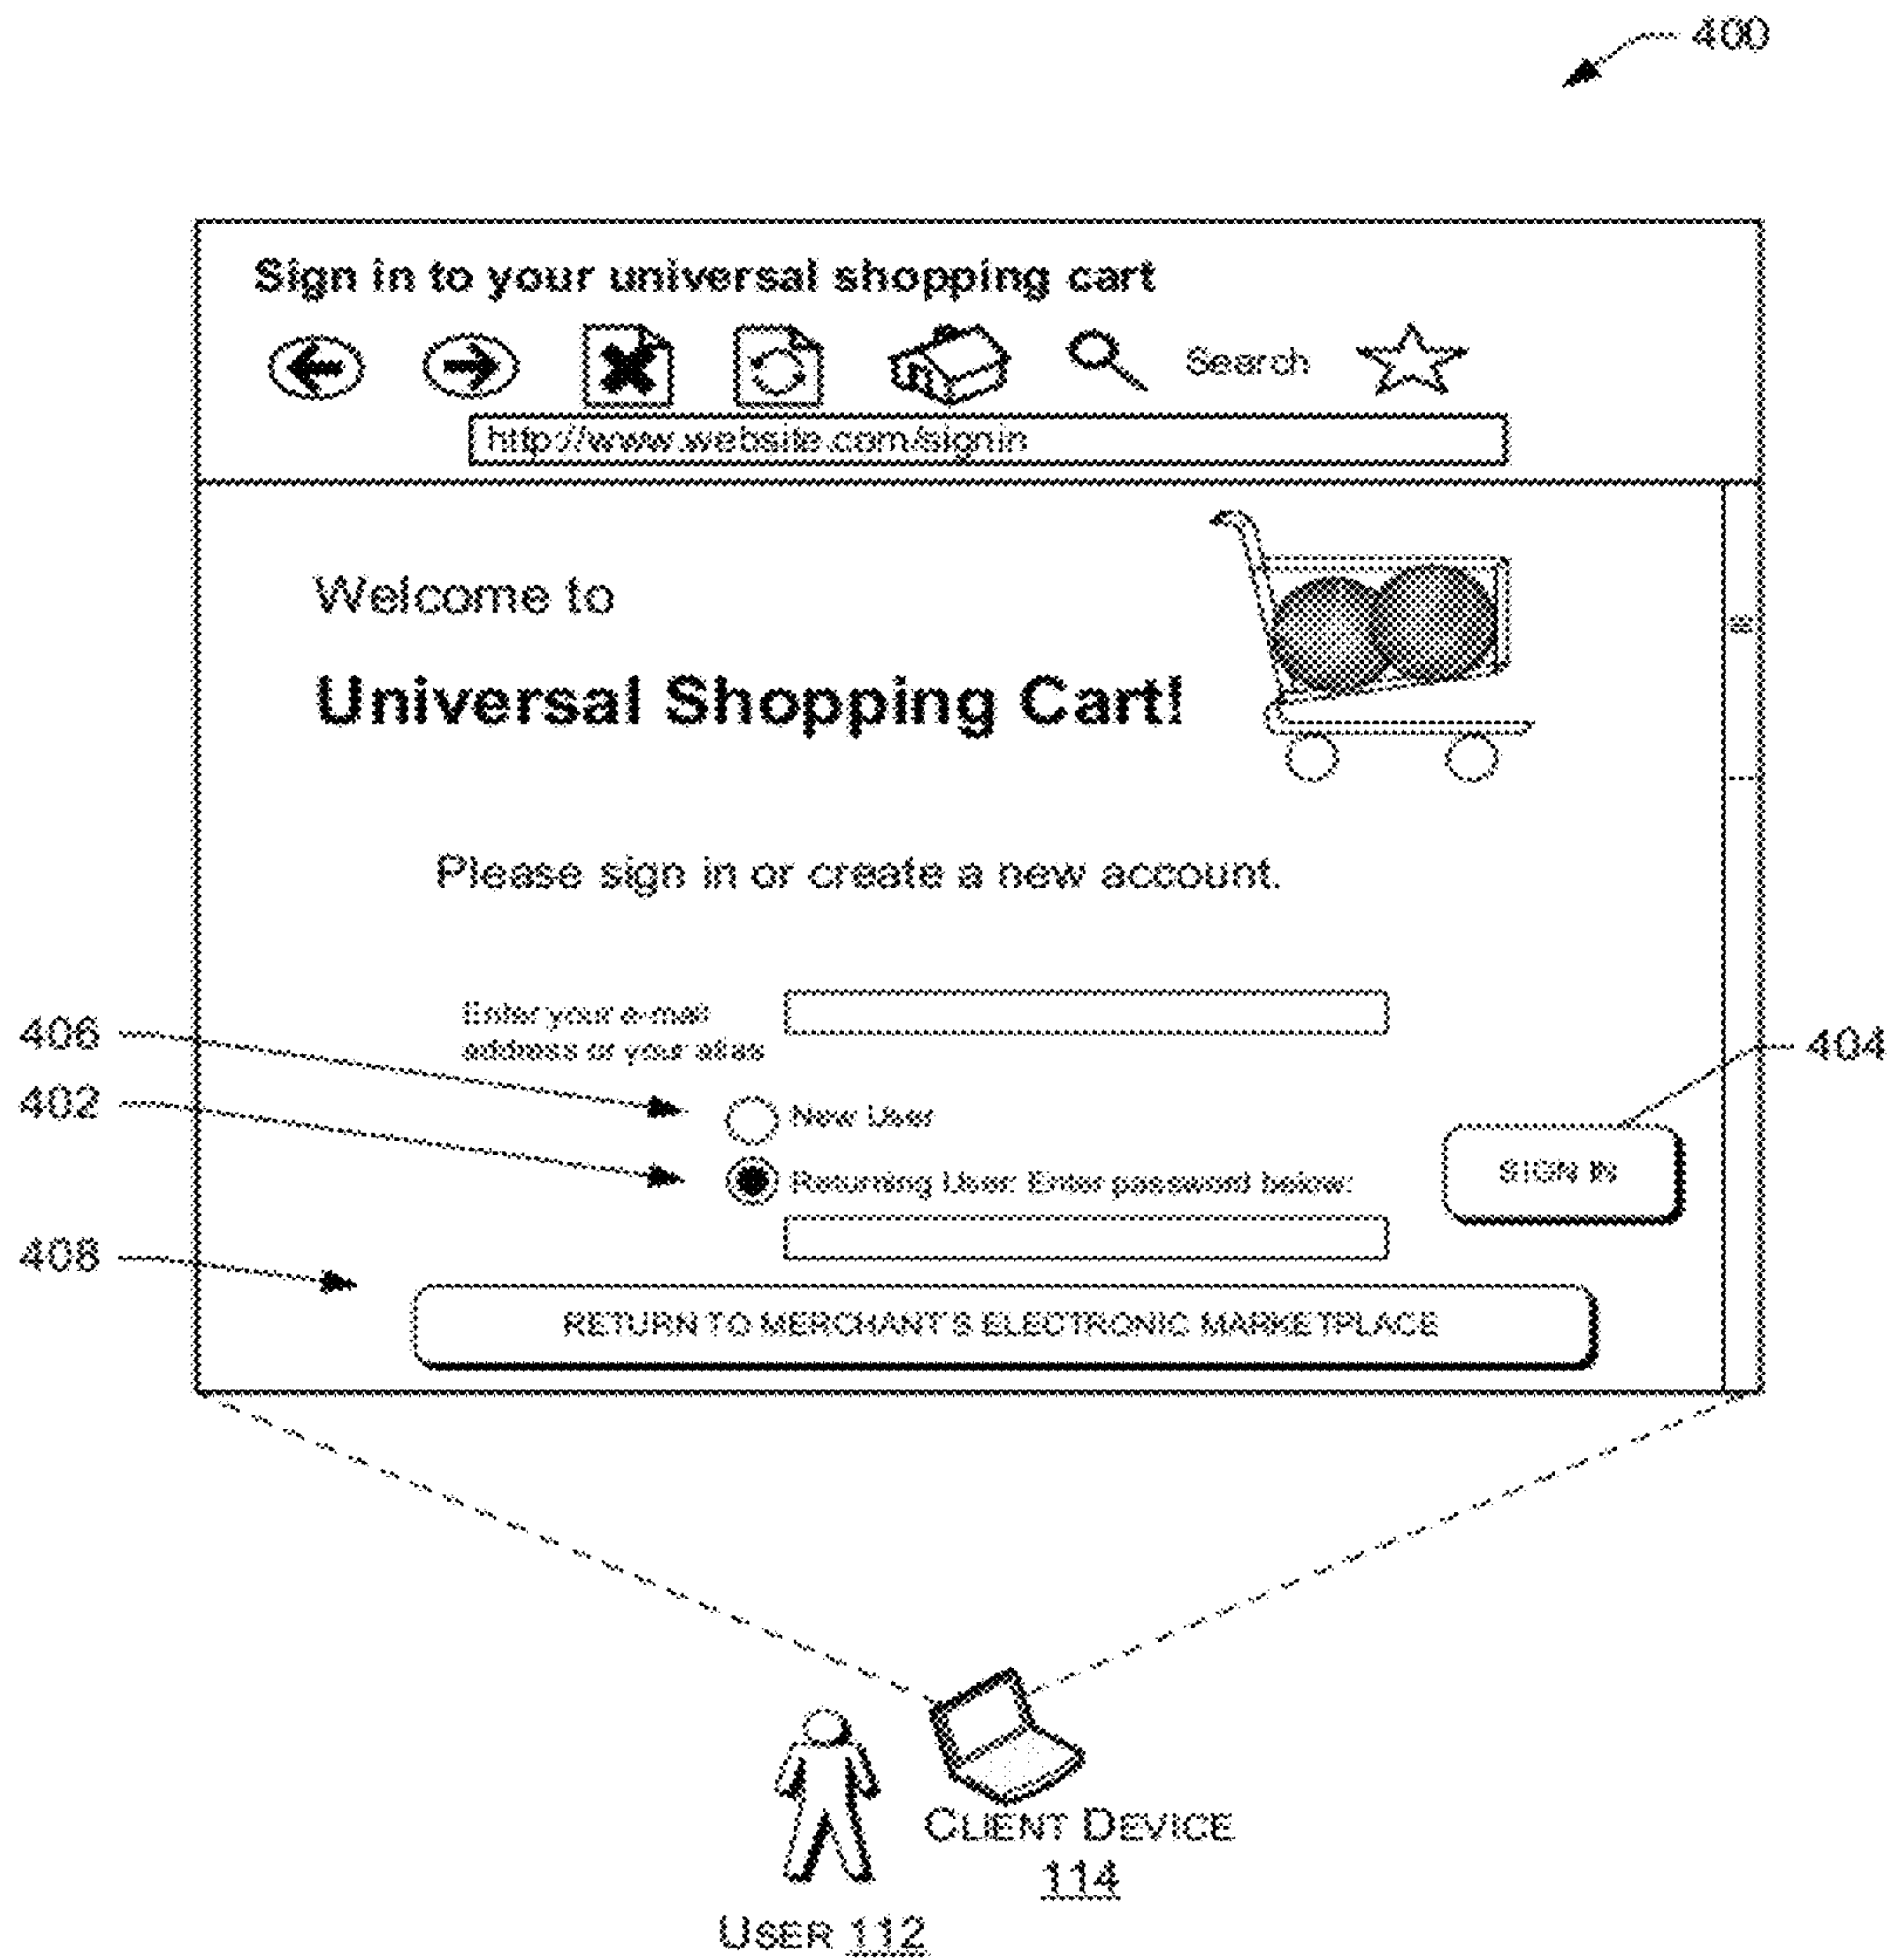 400
Sign in to your universal shopping cart
Search
http://www.website.com/signin
Welcome to
Universal Shopping Cart!
Please sign in or create a new account.
Enter your e-mail
address or your alias
406
404
402
New User
Returning User: Enter password below:
SIGN IN
408
RETURN TO MERCHANT'S ELECTRONIC MARKETPLACE
CLIENT DEVICE
114
USER 112